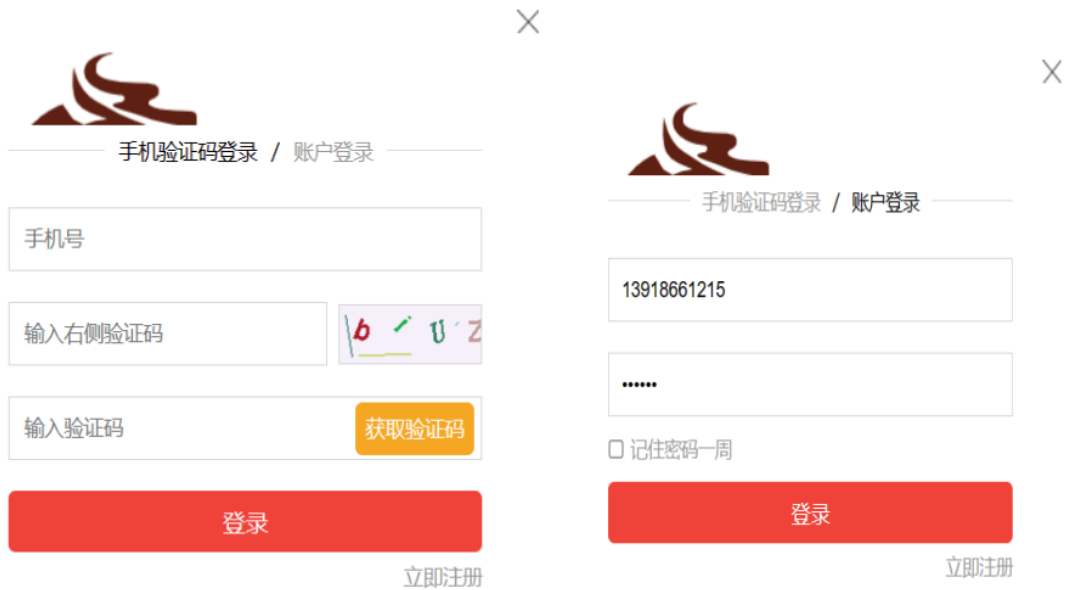 手机验证码登录 / 账户登录
手机号
输入右侧验证码
输入验证码 获取验证码
登录
立即注册
手机验证码登录 / 账户登录
13918661215
••••••
记住密码一周
登录
立即注册